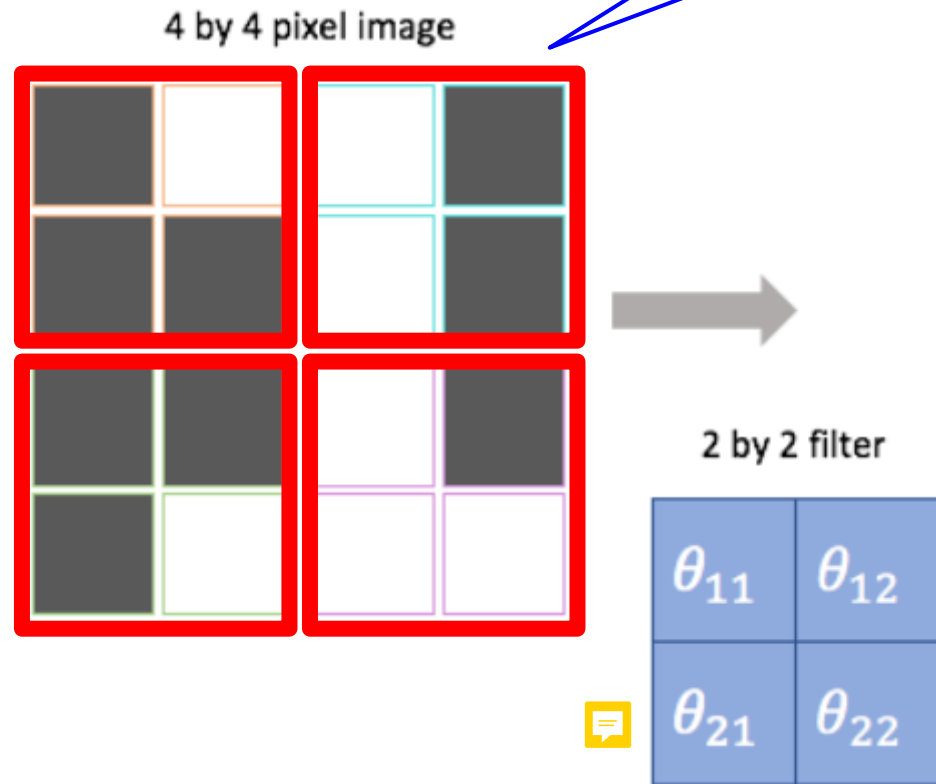 4 by 4 pixel image
2 by 2 filter
θ₁₁ θ₁₂
θ₂₁ θ₂₂